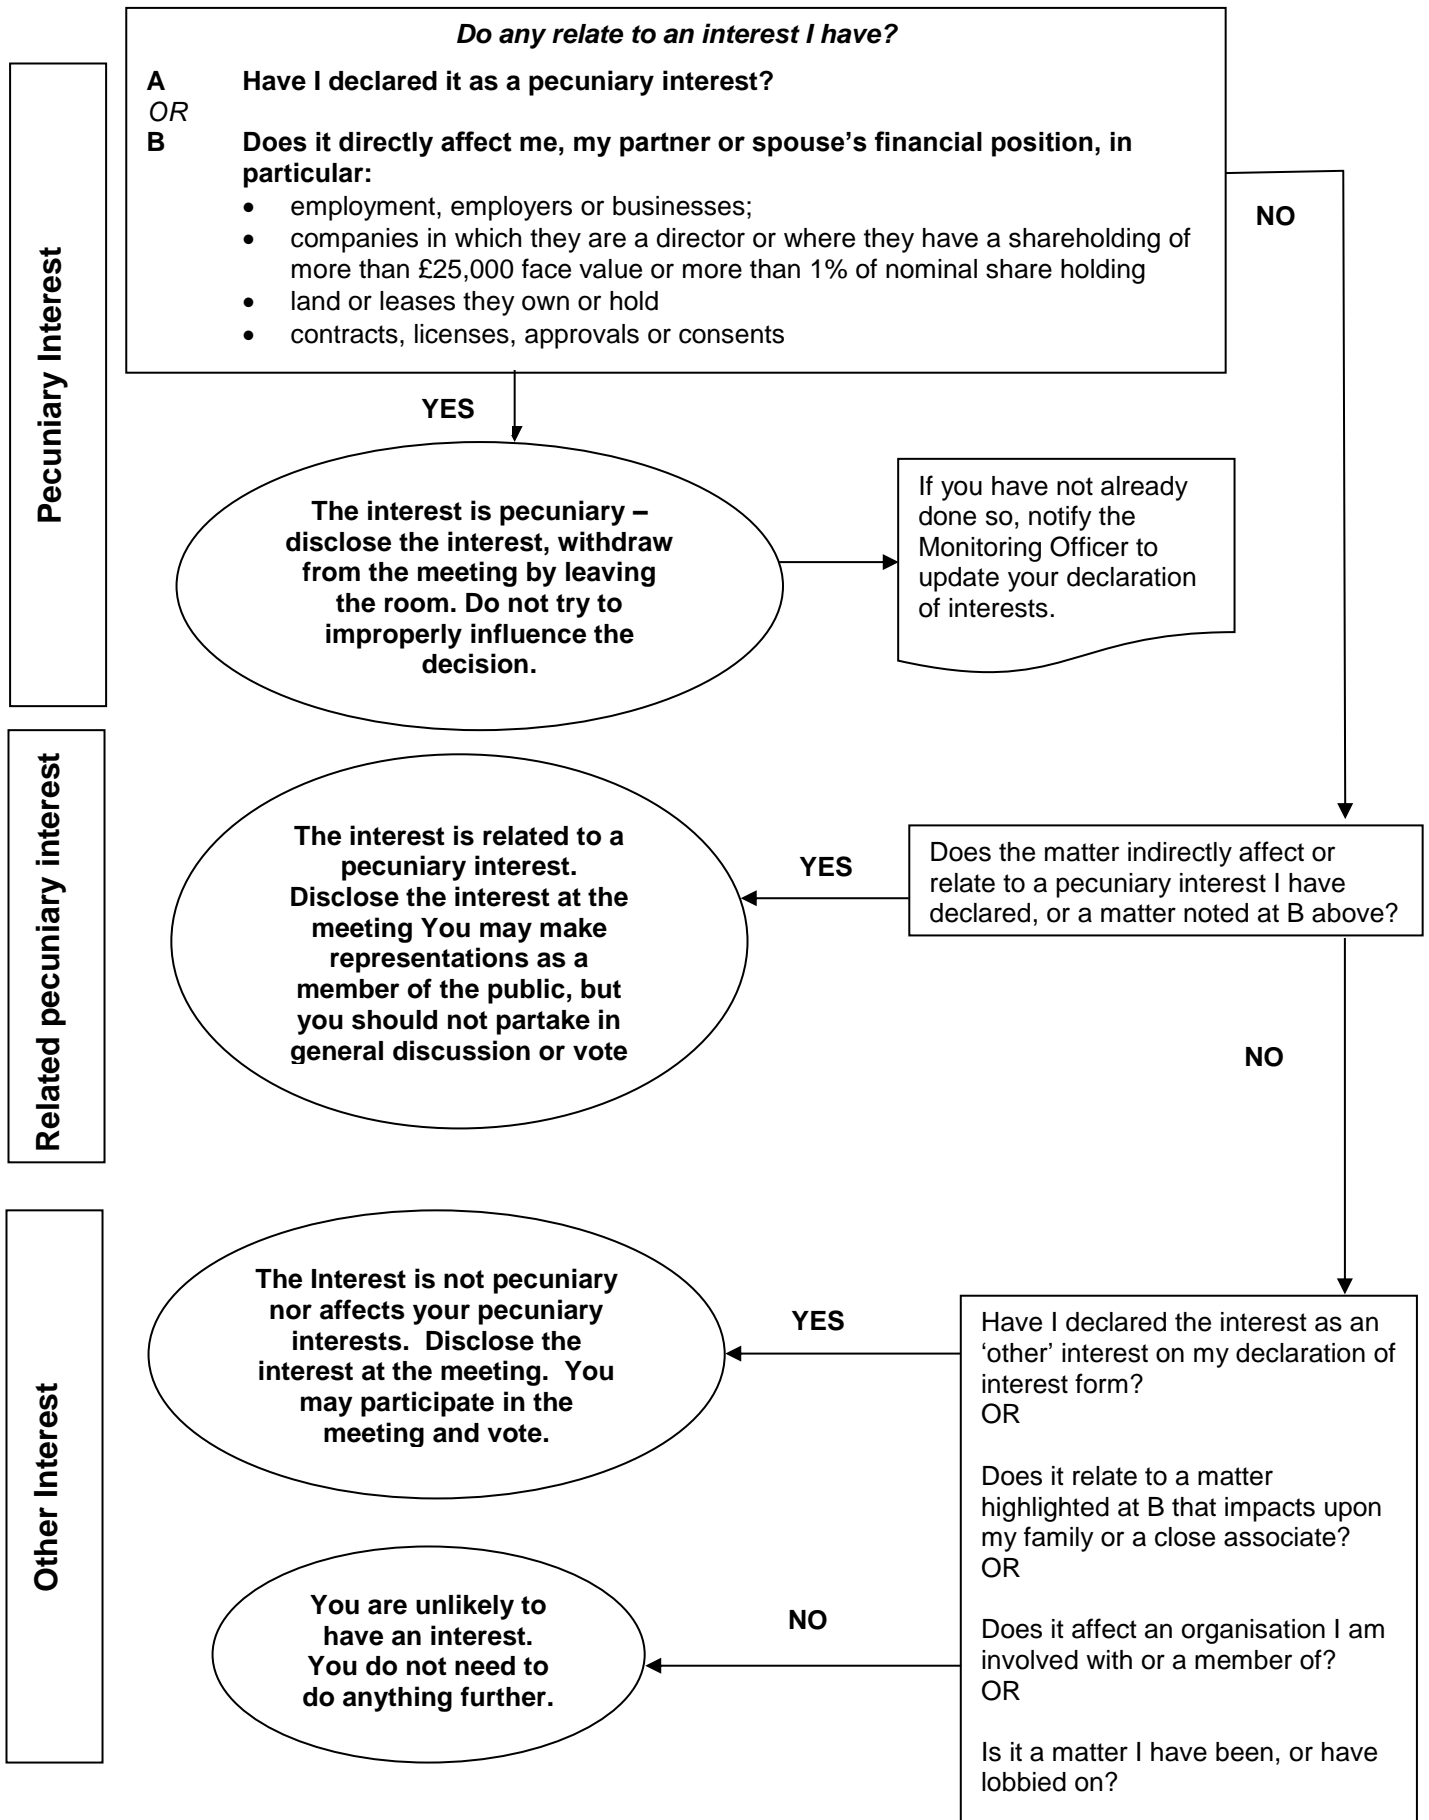 Do any relate to an interest I have?
A Have I declared it as a pecuniary interest?
OR
B Does it directly affect me, my partner or spouse’s financial position, in
particular:
• employment, employers or businesses;
• companies in which they are a director or where they have a shareholding of
more than £25,000 face value or more than 1% of nominal share holding
• land or leases they own or hold
• contracts, licenses, approvals or consents
NO
Pecuniary Interest
YES
The interest is pecuniary –
disclose the interest, withdraw
from the meeting by leaving
the room. Do not try to
improperly influence the
decision.
If you have not already
done so, notify the
Monitoring Officer to
update your declaration
of interests.
Related pecuniary interest
The interest is related to a
pecuniary interest.
Disclose the interest at the
meeting You may make
representations as a
member of the public, but
you should not partake in
general discussion or vote
YES
Does the matter indirectly affect or
relate to a pecuniary interest I have
declared, or a matter noted at B above?
NO
Other Interest
The Interest is not pecuniary
nor affects your pecuniary
interests. Disclose the
interest at the meeting. You
may participate in the
meeting and vote.
YES
Have I declared the interest as an
‘other’ interest on my declaration of
interest form?
OR
Does it relate to a matter
highlighted at B that impacts upon
my family or a close associate?
OR
Does it affect an organisation I am
involved with or a member of?
OR
Is it a matter I have been, or have
lobbied on?
NO
You are unlikely to
have an interest.
You do not need to
do anything further.